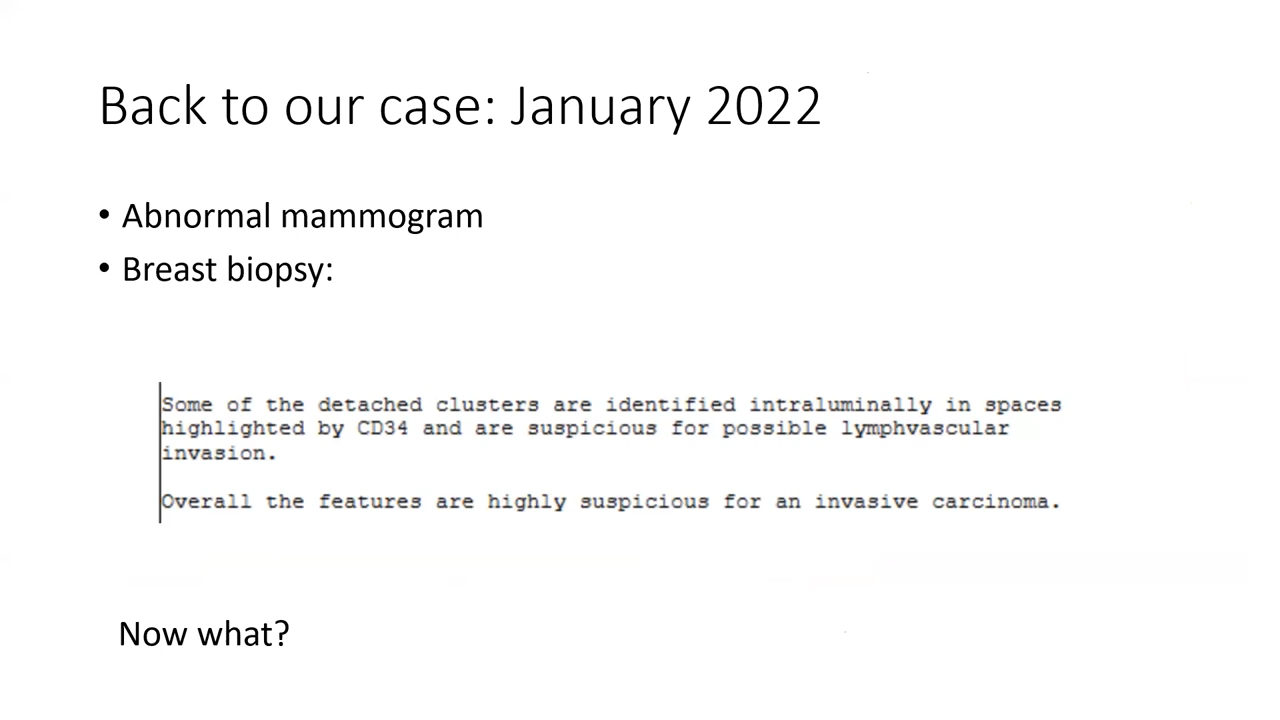 Back to our case: January 2022
• Abnormal mammogram
• Breast biopsy:
Some of the detached clusters are identified intraluminally in spaces
highlighted by CD34 and are suspicious for possible lymphvascular
invasion.
Overall the features are highly suspicious for an invasive carcinoma.
Now what?